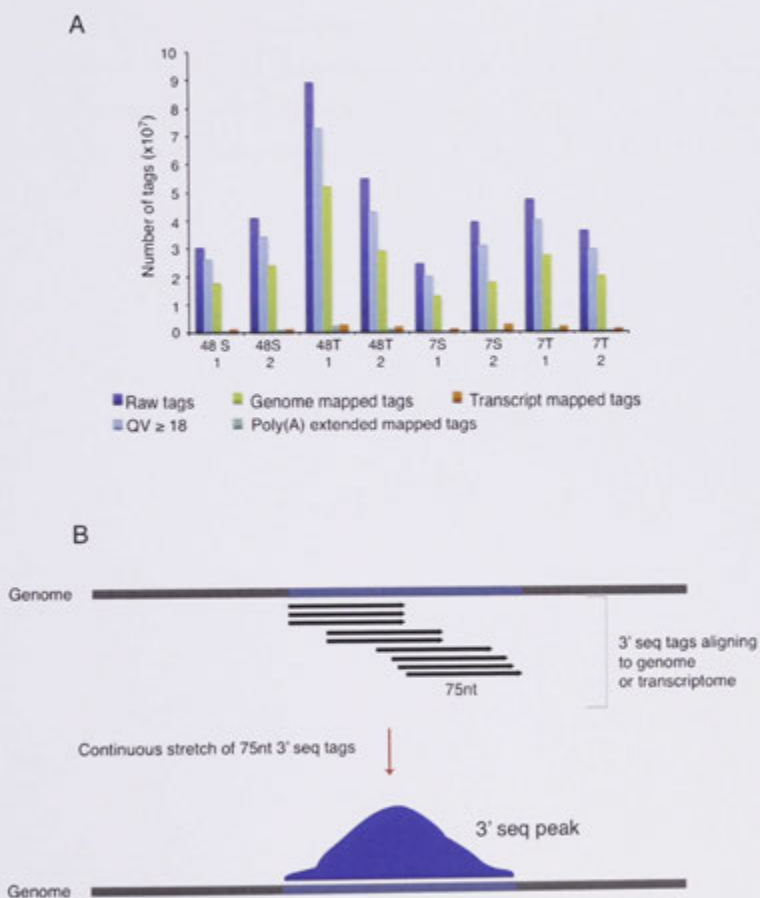 A
Number of tags (x10⁷)
10
9
8
7
6
5
4
3
2
1
0
48 S 48S 48T 48T 7S 7S 7T 7T
1 2 1 2 1 2 1 2
Raw tags Genome mapped tags Transcript mapped tags
QV ≥ 18 Poly(A) extended mapped tags
B
Genome
3' seq tags aligning
to genome
or transcriptome
75nt
Continuous stretch of 75nt 3' seq tags
3' seq peak
Genome